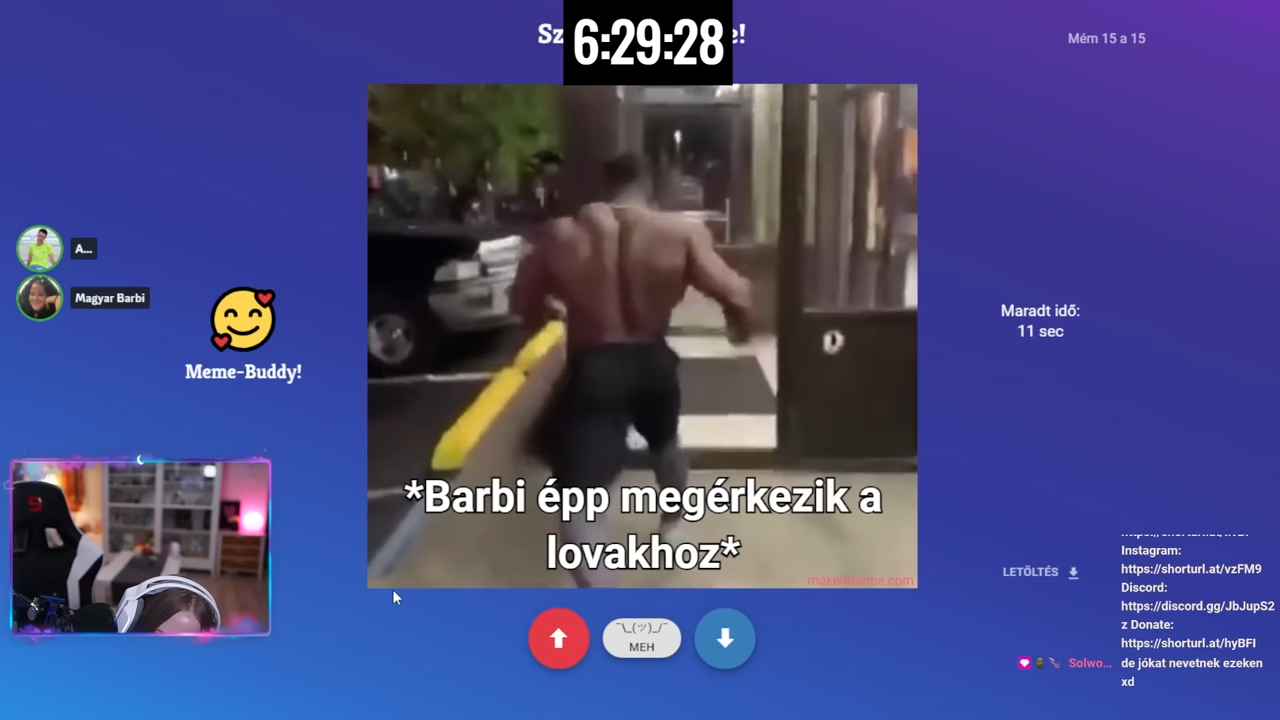 Sz
e!
6:29:28
Mém 15 a 15
A...
Magyar Barbi
Meme-Buddy!
Maradt idő:
11 sec
*Barbi épp megérkezik a
lovakhoz*
makeitmeme.com
LETÖLTÉS
¯\_(ツ)_/¯
MEH
Instagram:
https://shorturl.at/vzFM9
Discord:
https://discord.gg/JbJupS2
z Donate:
https://shorturl.at/hyBFI
Solwo... de jókat nevetnek ezeken
xd